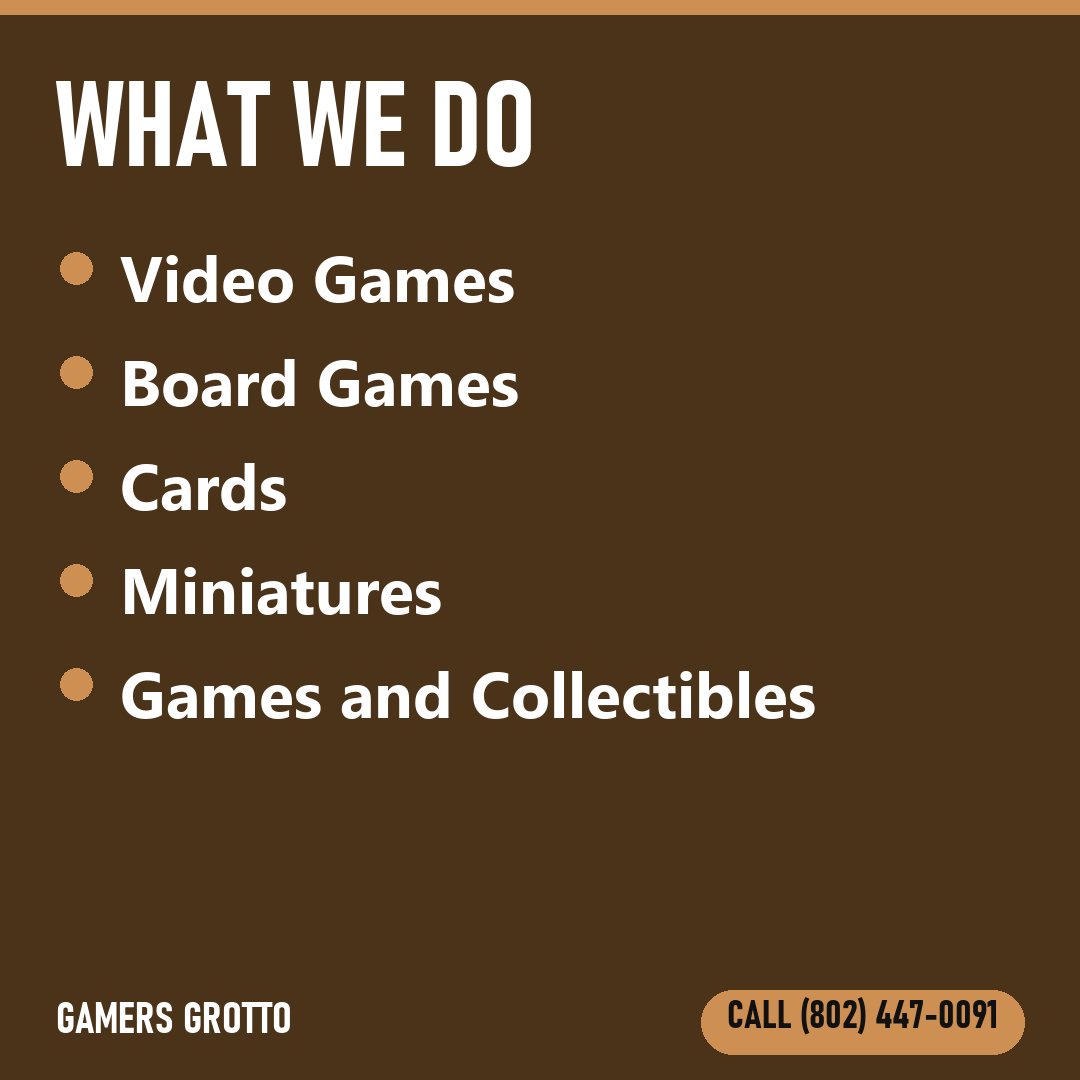 WHAT WE DO
Video Games
Board Games
Cards
Miniatures
Games and Collectibles
GAMERS GROTTO
CALL (802) 447-0091